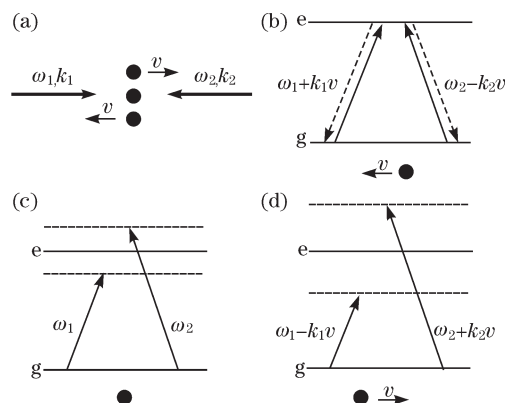 (a)
v
ω₁,k₁
ω₂,k₂
v
(b)
e
ω₁+k₁v
ω₂−k₂v
g
v
(c)
e
ω₁
ω₂
g
(d)
e
ω₁−k₁v
ω₂+k₂v
g
v